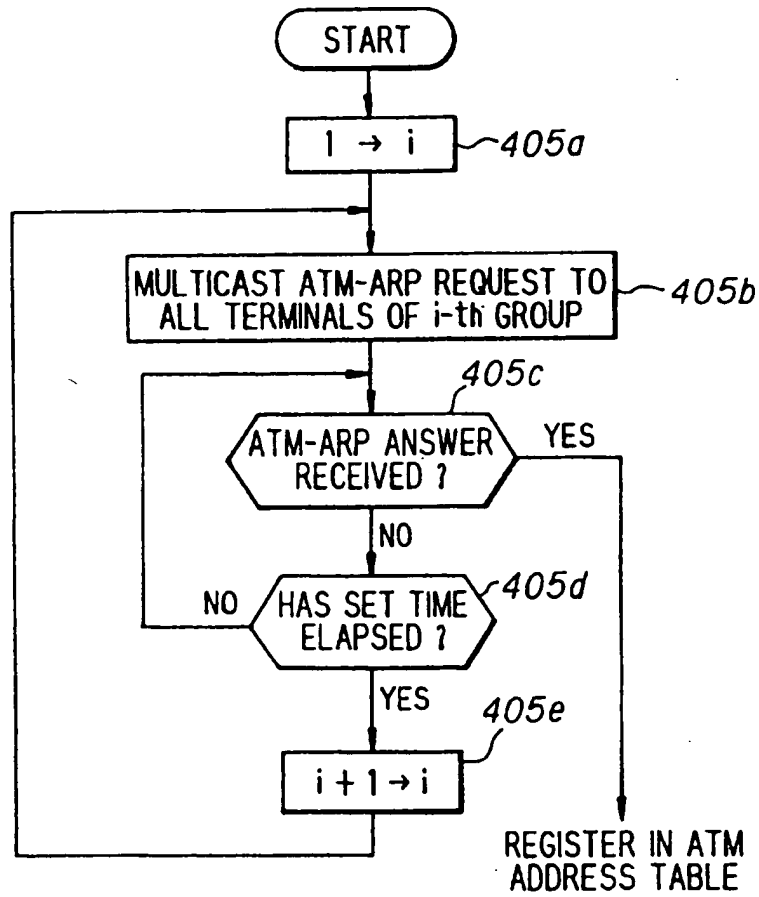 START
1 → i
405a
MULTICAST ATM-ARP REQUEST TO
ALL TERMINALS OF i-th GROUP
405b
405c
ATM-ARP ANSWER
RECEIVED ?
YES
NO
405d
NO
HAS SET TIME
ELAPSED ?
YES
405e
i + 1 → i
REGISTER IN ATM
ADDRESS TABLE